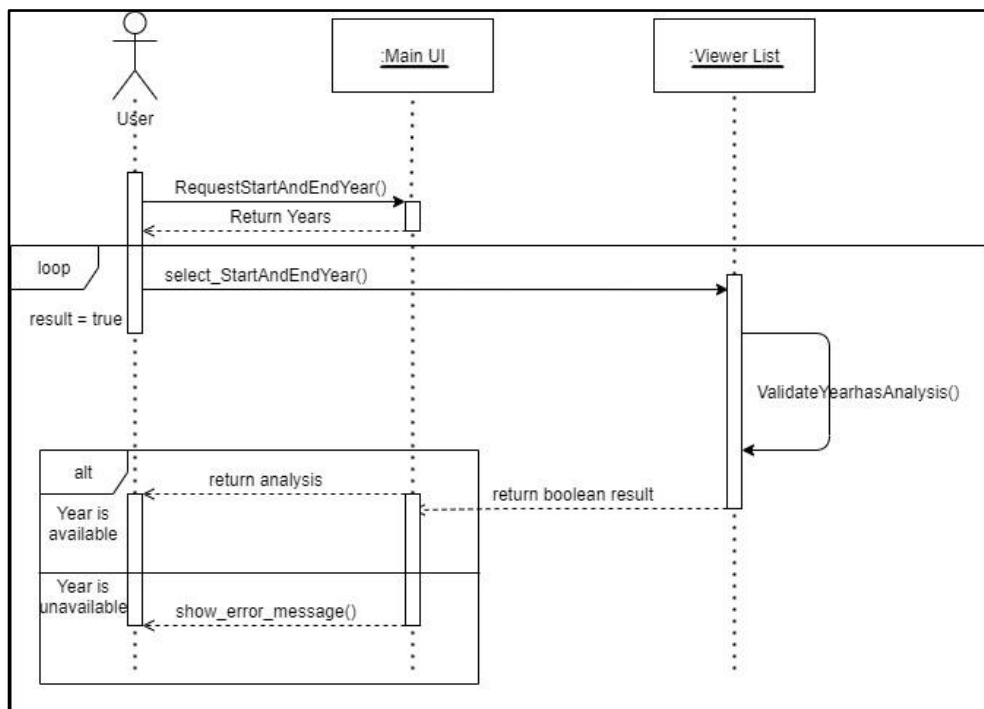 :Main UI
:Viewer List
User
RequestStartAndEndYear()
Return Years
loop
select_StartAndEndYear()
result = true
ValidateYearhasAnalysis()
alt
return analysis
return boolean result
Year is
available
Year is
unavailable
show_error_message()